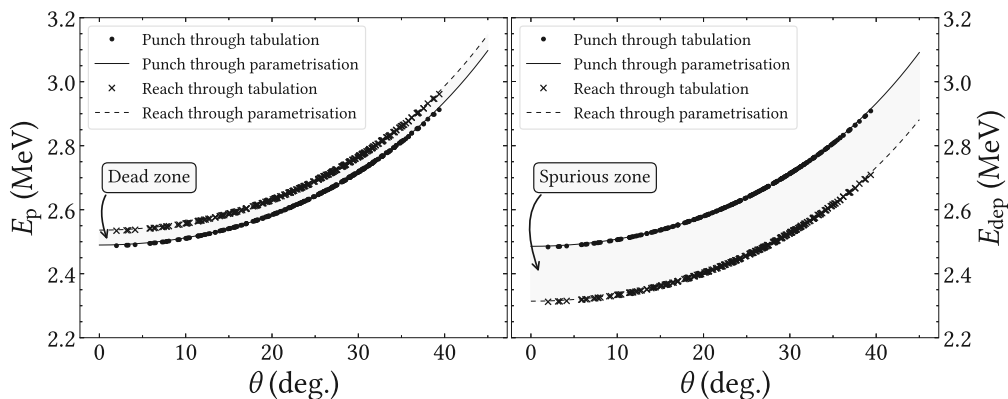 3.2
3.0
2.8
2.6
2.4
2.2
E_p (MeV)
Punch through tabulation
Punch through parametrisation
Reach through tabulation
Reach through parametrisation
Dead zone
0 10 20 30 40
θ (deg.)
Punch through tabulation
Punch through parametrisation
Reach through tabulation
Reach through parametrisation
Spurious zone
0 10 20 30 40
θ (deg.)
3.2
3.0
2.8
2.6
2.4
2.2
E_dep (MeV)